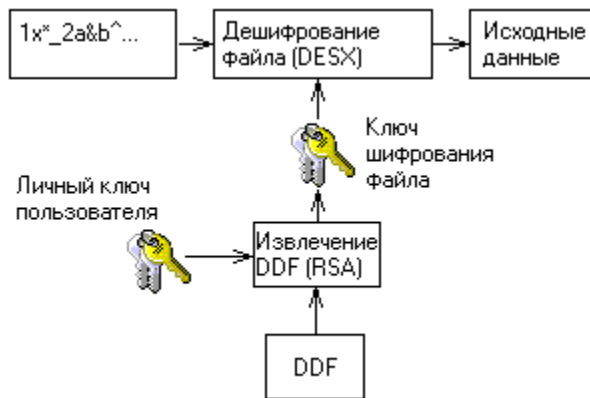 1x*_2a&b^...
Дешифрование
файла (DESX)
Исходные
данные
Ключ
шифрования
файла
Личный ключ
пользователя
Извлечение
DDF (RSA)
DDF